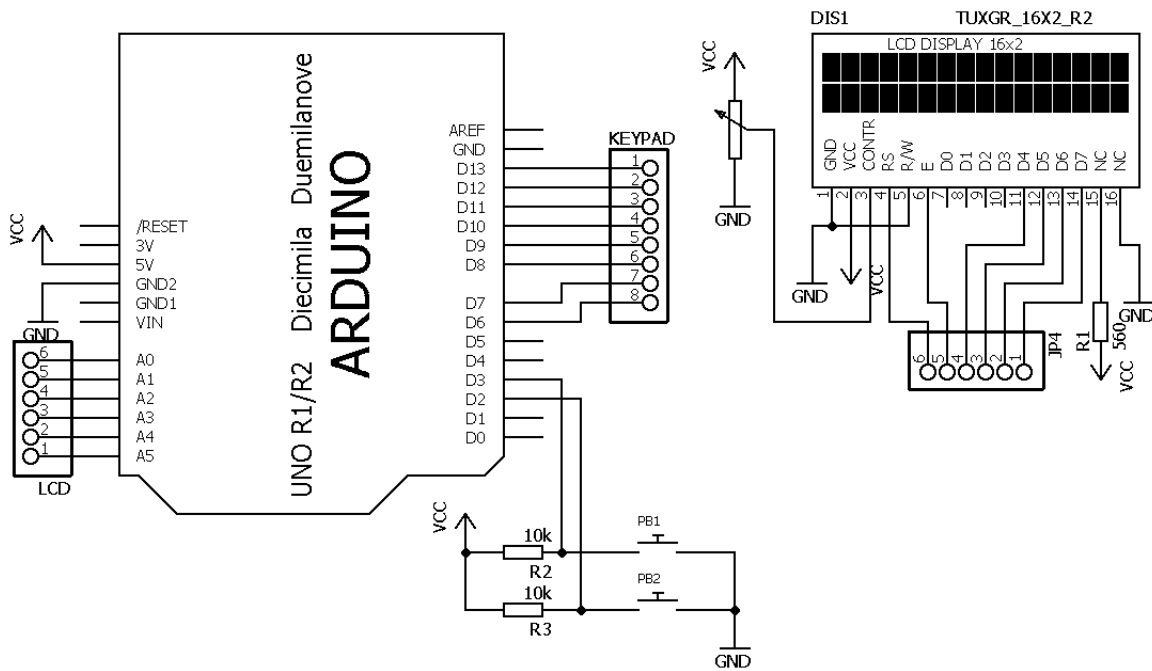 DIS1 TUXGR_16X2_R2
LCD DISPLAY 16x2
VCC
GND
GND
VCC
CONTR
RS
R/W
E
D0
D1
D2
D3
D4
D5
D6
D7
NC
NC
1
2
3
4
5
6
7
8
9
10
11
12
13
14
15
16
GND
VCC
GND
R1
560
VCC
JP4
6
5
4
3
2
1
UNO R1/R2 Diecimila Duemilanove
ARDUINO
AREF
GND
D13
D12
D11
D10
D9
D8
D7
D6
D5
D4
D3
D2
D1
D0
KEYPAD
1
2
3
4
5
6
7
8
VCC
/RESET
3V
5V
GND2
GND1
VIN
GND
A0
A1
A2
A3
A4
A5
6
5
4
3
2
1
LCD
VCC
10k
R2
10k
R3
PB1
PB2
GND